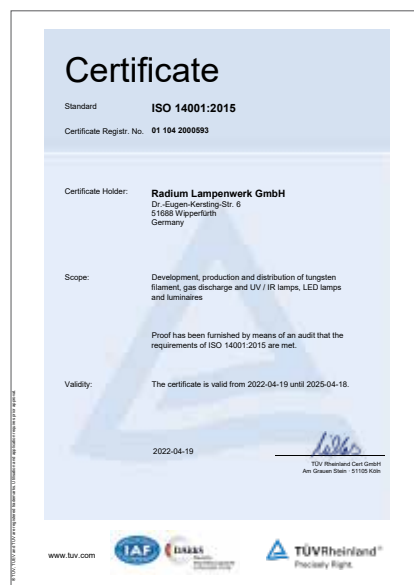 Certificate
Standard ISO 14001:2015
Certificate Registr. No. 01 104 2000593
Certificate Holder: Radium Lampenwerk GmbH
Dr.-Eugen-Kersting-Str. 6
51688 Wipperfürth
Germany
Scope: Development, production and distribution of tungsten
filament, gas discharge and UV / IR lamps, LED lamps
and luminaires
Proof has been furnished by means of an audit that the
requirements of ISO 14001:2015 are met.
Validity: The certificate is valid from 2022-04-19 until 2025-04-18.
2022-04-19
TÜV Rheinland Cert GmbH
Am Grauen Stein · 51105 Köln
www.tuv.com
IAF
DAkkS
TÜVRheinland®
Precisely Right.